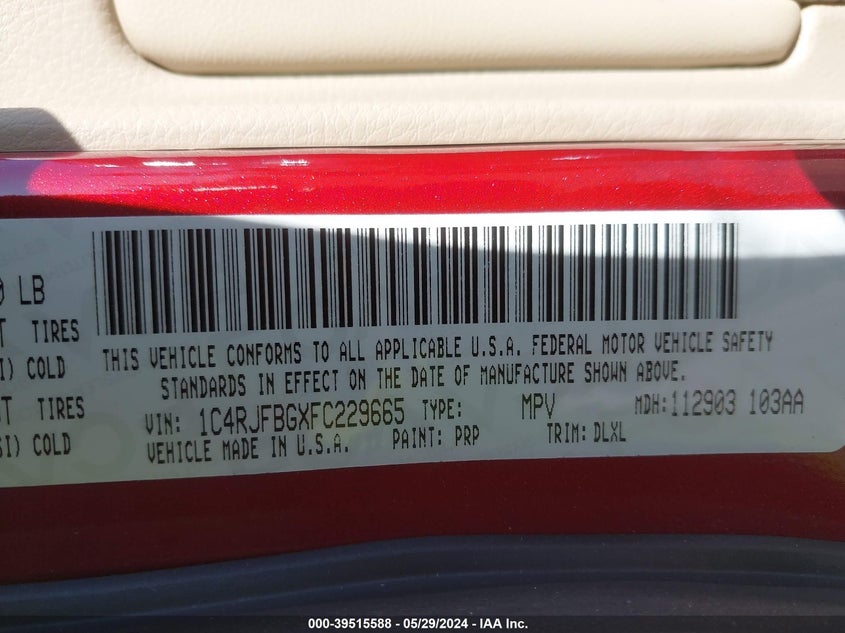 LB
TIRES
COLD
TIRES
COLD
THIS VEHICLE CONFORMS TO ALL APPLICABLE U.S.A. FEDERAL MOTOR VEHICLE SAFETY
STANDARDS IN EFFECT ON THE DATE OF MANUFACTURE SHOWN ABOVE.
VIN: 1C4RJFBGXFC229665 TYPE: MPV MDH:112903 103AA
VEHICLE MADE IN U.S.A. PAINT: PRP TRIM: DLXL
000-39515588 - 05/29/2024 - IAA Inc.